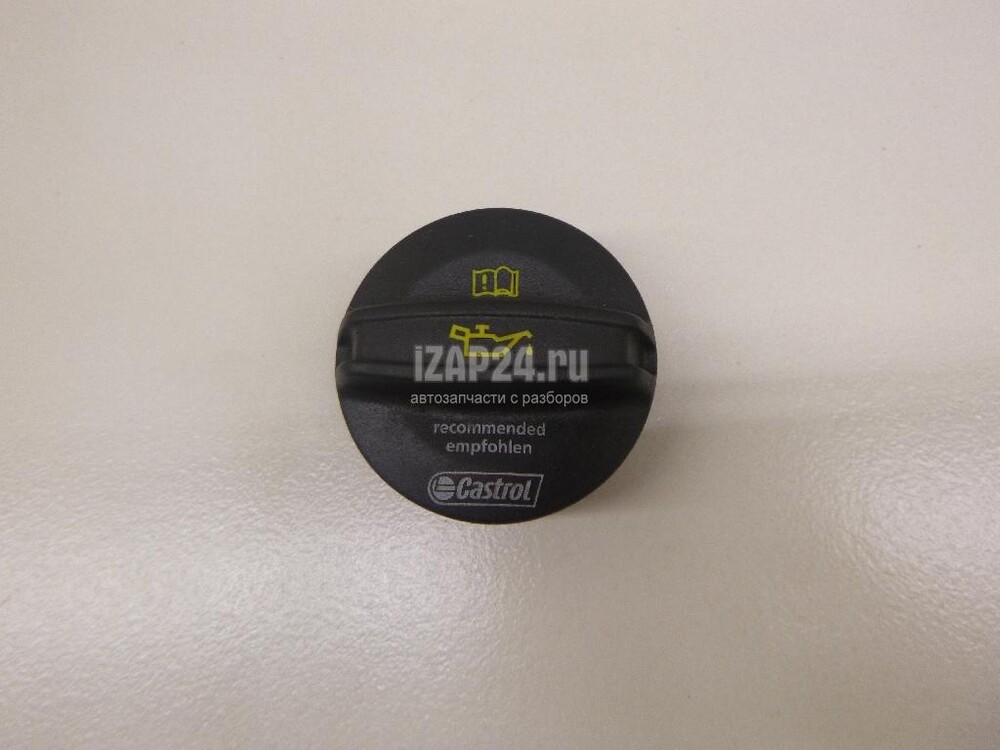 iZAP24.ru
автозапчасти с разборов
recommended
empfohlen
Castrol